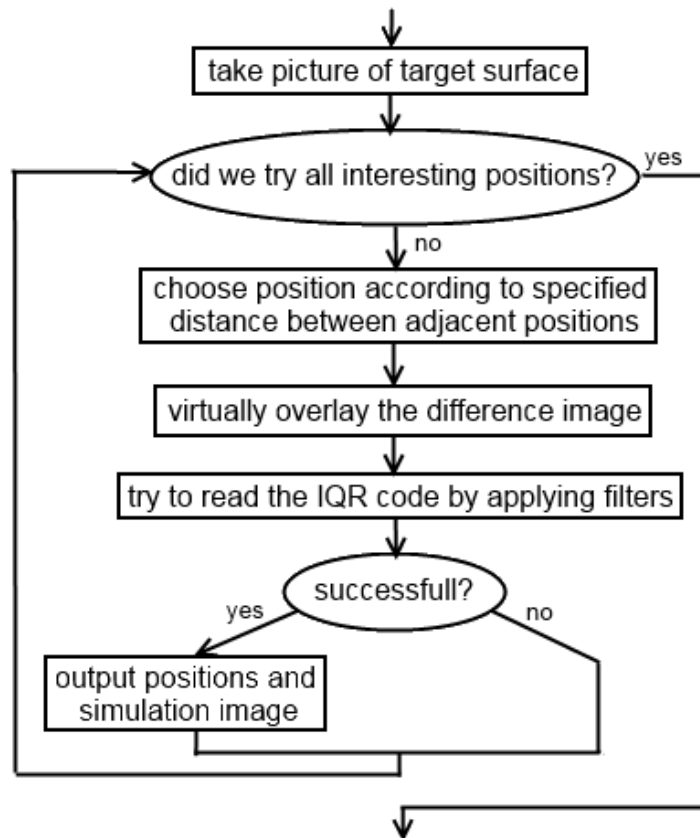 take picture of target surface
did we try all interesting positions?
yes
no
choose position according to specified
distance between adjacent positions
virtually overlay the difference image
try to read the IQR code by applying filters
successfull?
yes
no
output positions and
simulation image